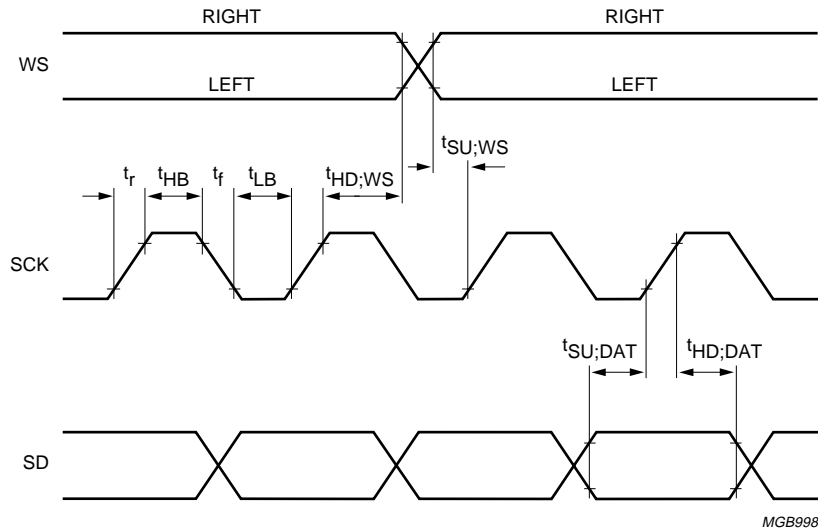 RIGHT RIGHT
WS
LEFT LEFT
tSU;WS
tr tHB tf tLB tHD;WS
SCK
tSU;DAT tHD;DAT
SD
MGB998